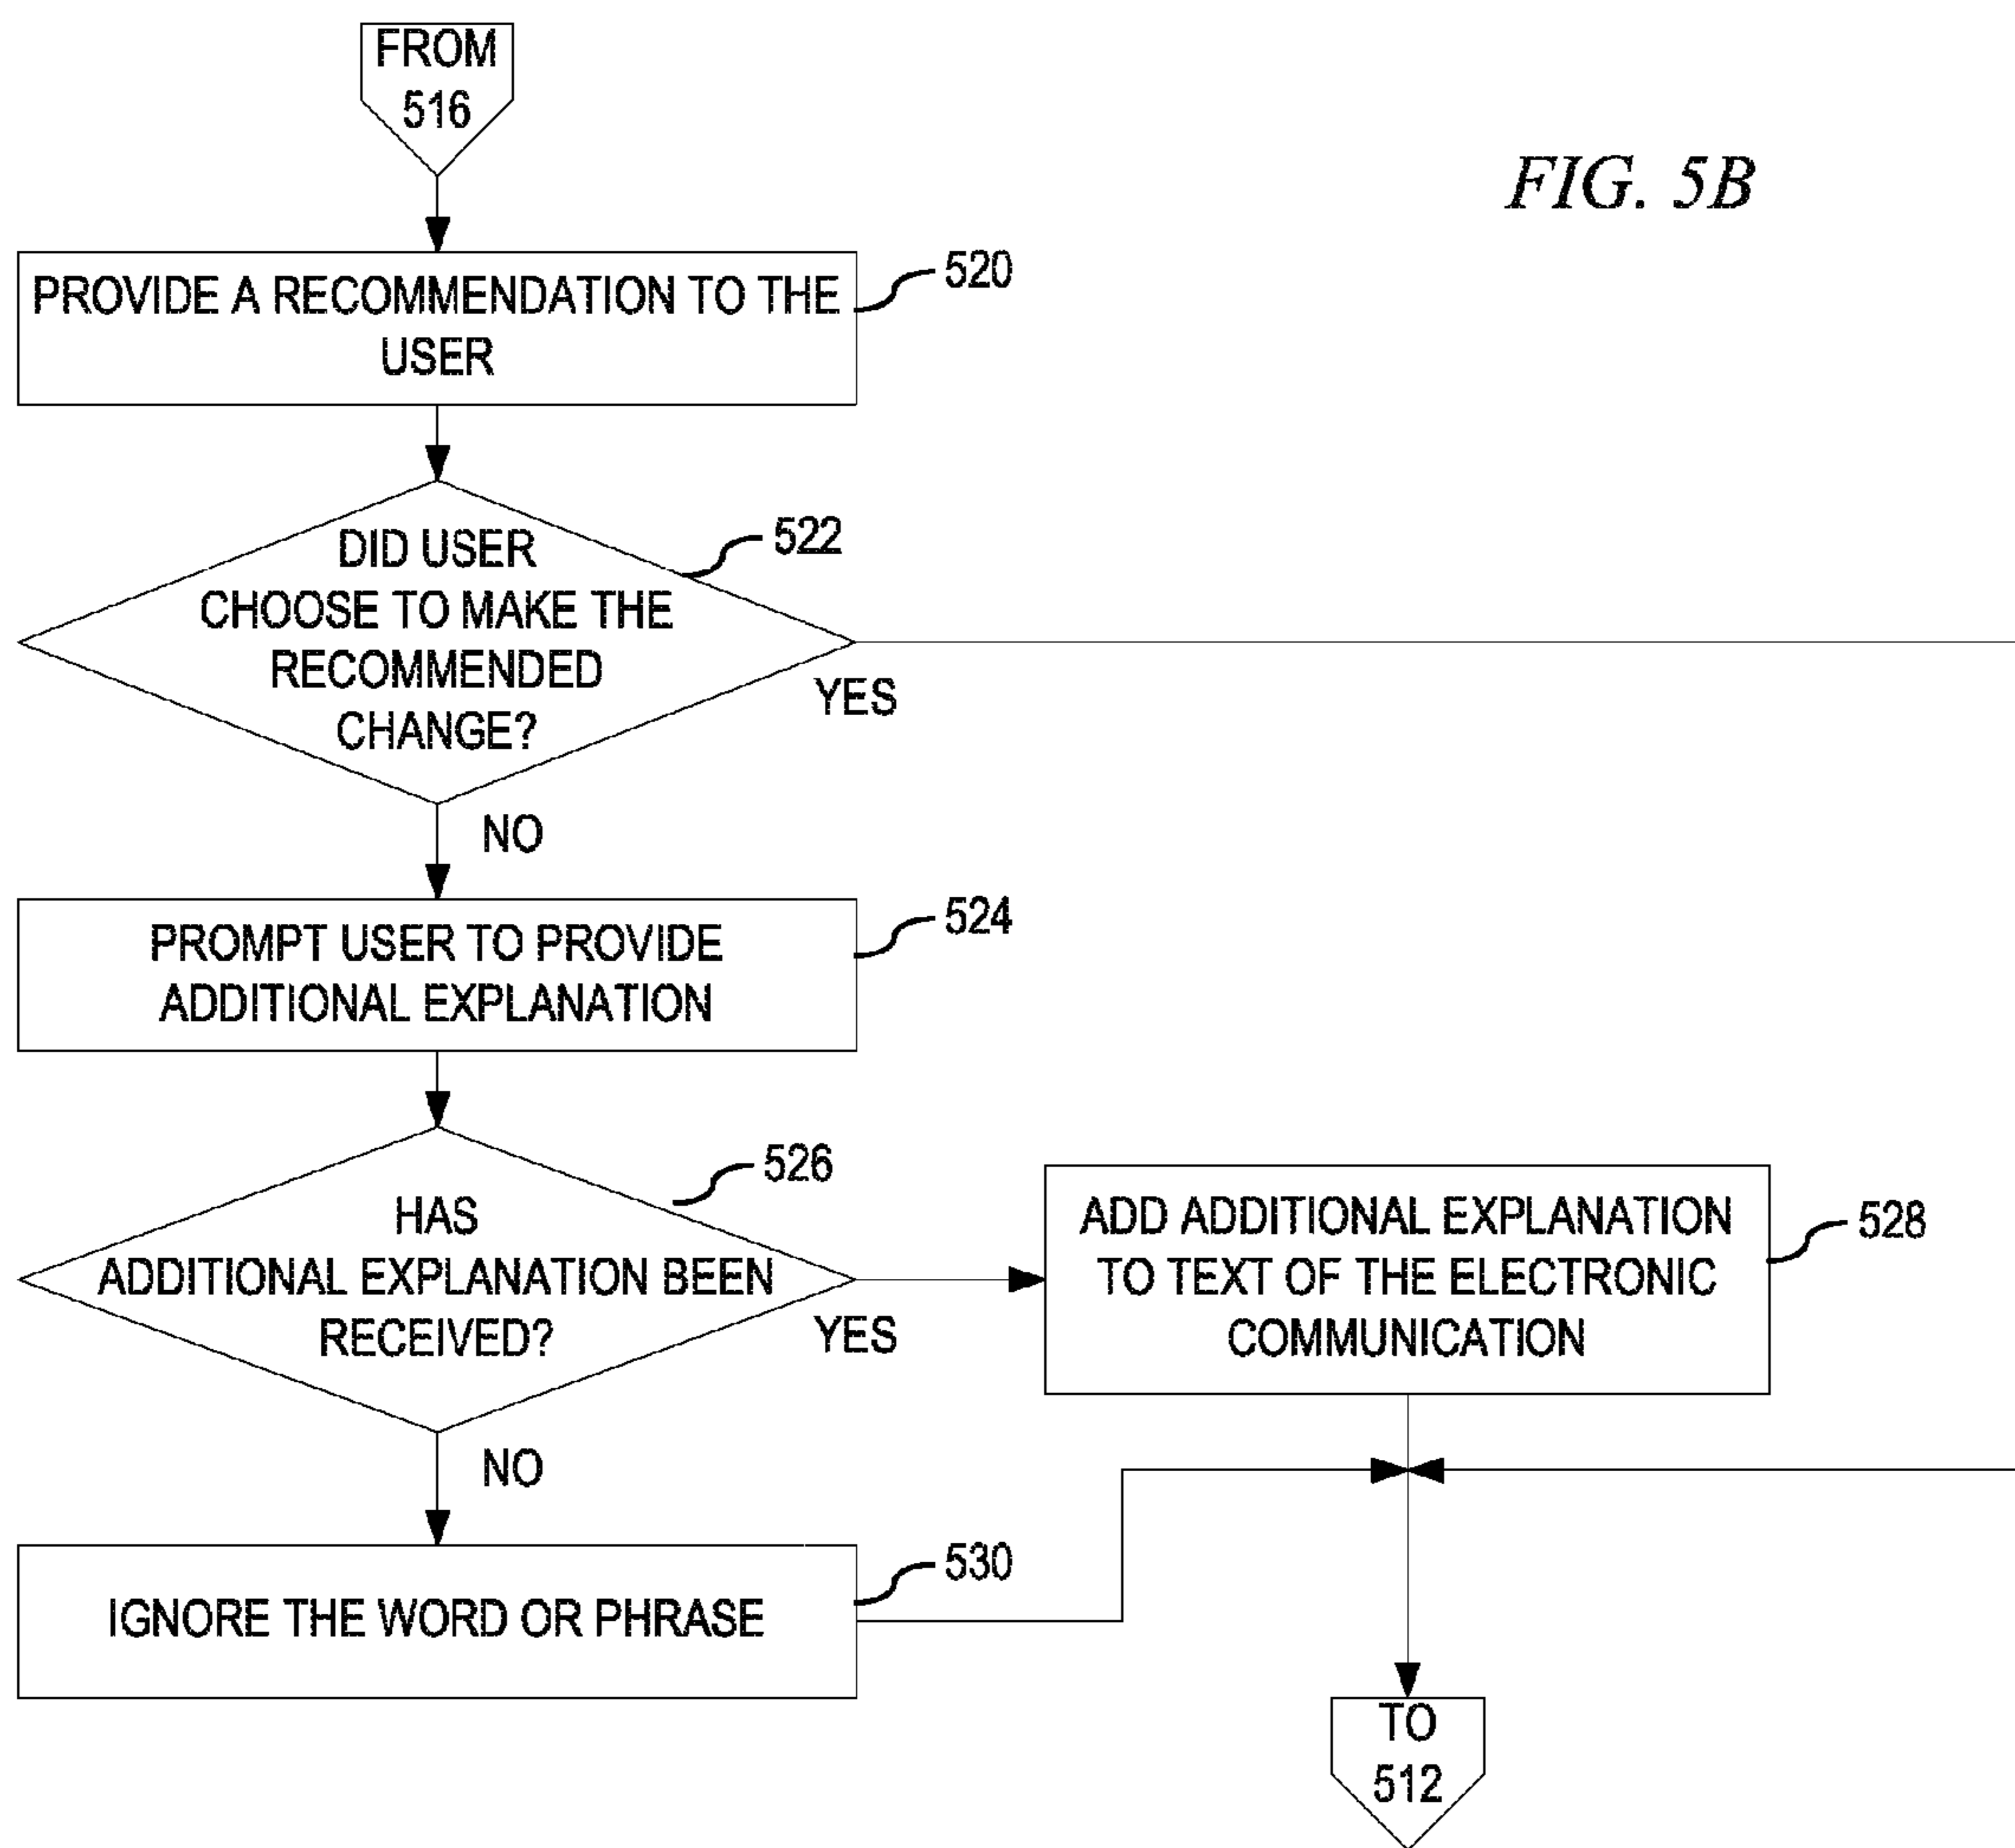 FROM
516
FIG. 5B
PROVIDE A RECOMMENDATION TO THE
USER
520
DID USER
CHOOSE TO MAKE THE
RECOMMENDED
CHANGE?
522
YES
NO
PROMPT USER TO PROVIDE
ADDITIONAL EXPLANATION
524
HAS
ADDITIONAL EXPLANATION BEEN
RECEIVED?
526
YES
ADD ADDITIONAL EXPLANATION
TO TEXT OF THE ELECTRONIC
COMMUNICATION
528
NO
IGNORE THE WORD OR PHRASE
530
TO
512